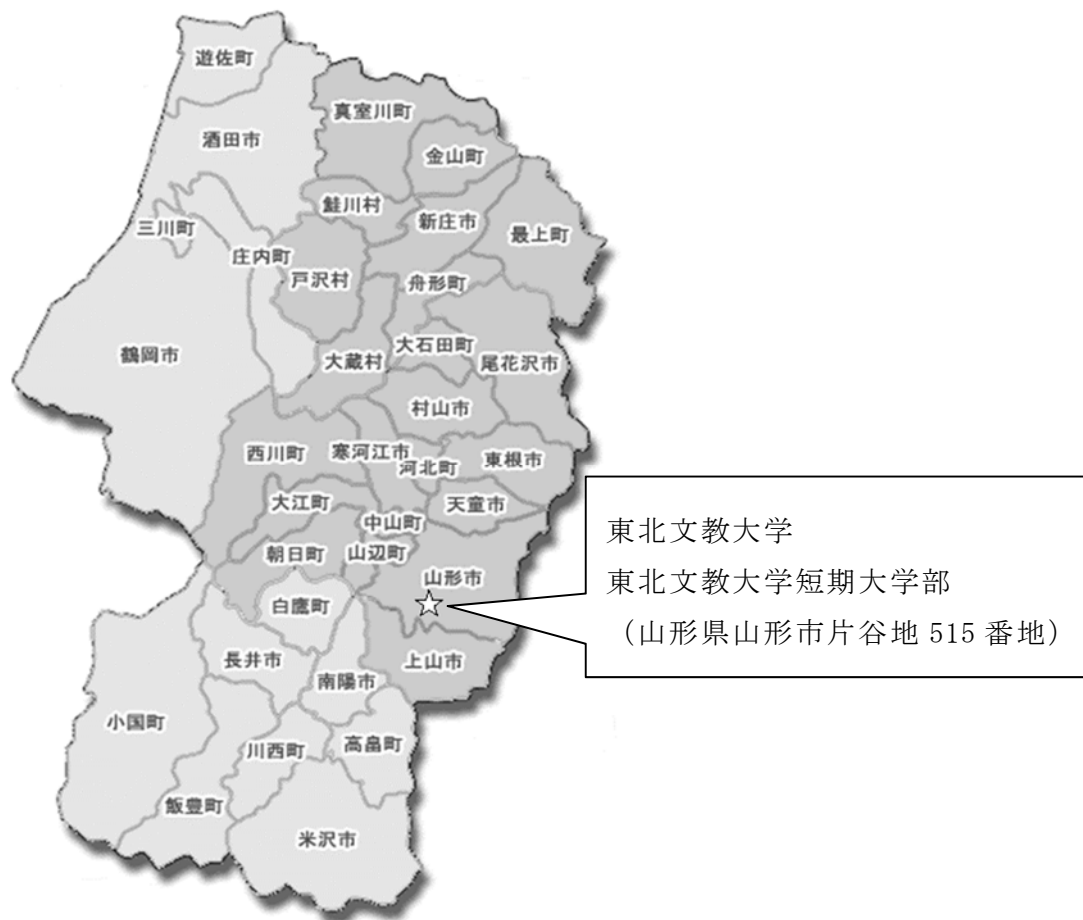 遊佐町
真室川町
酒田市
金山町
鮭川村
新庄市
三川町
最上町
庄内町
戸沢村
舟形町
鶴岡市
大蔵村
大石田町
尾花沢市
村山市
西川町
寒河江市
河北町
東根市
大江町
天童市
中山町
朝日町
山辺町
山形市
白鷹町
長井市
上山市
南陽市
小国町
川西町
高畠町
飯豊町
米沢市
東北文教大学
東北文教大学短期大学部
(山形県山形市片谷地 515 番地)